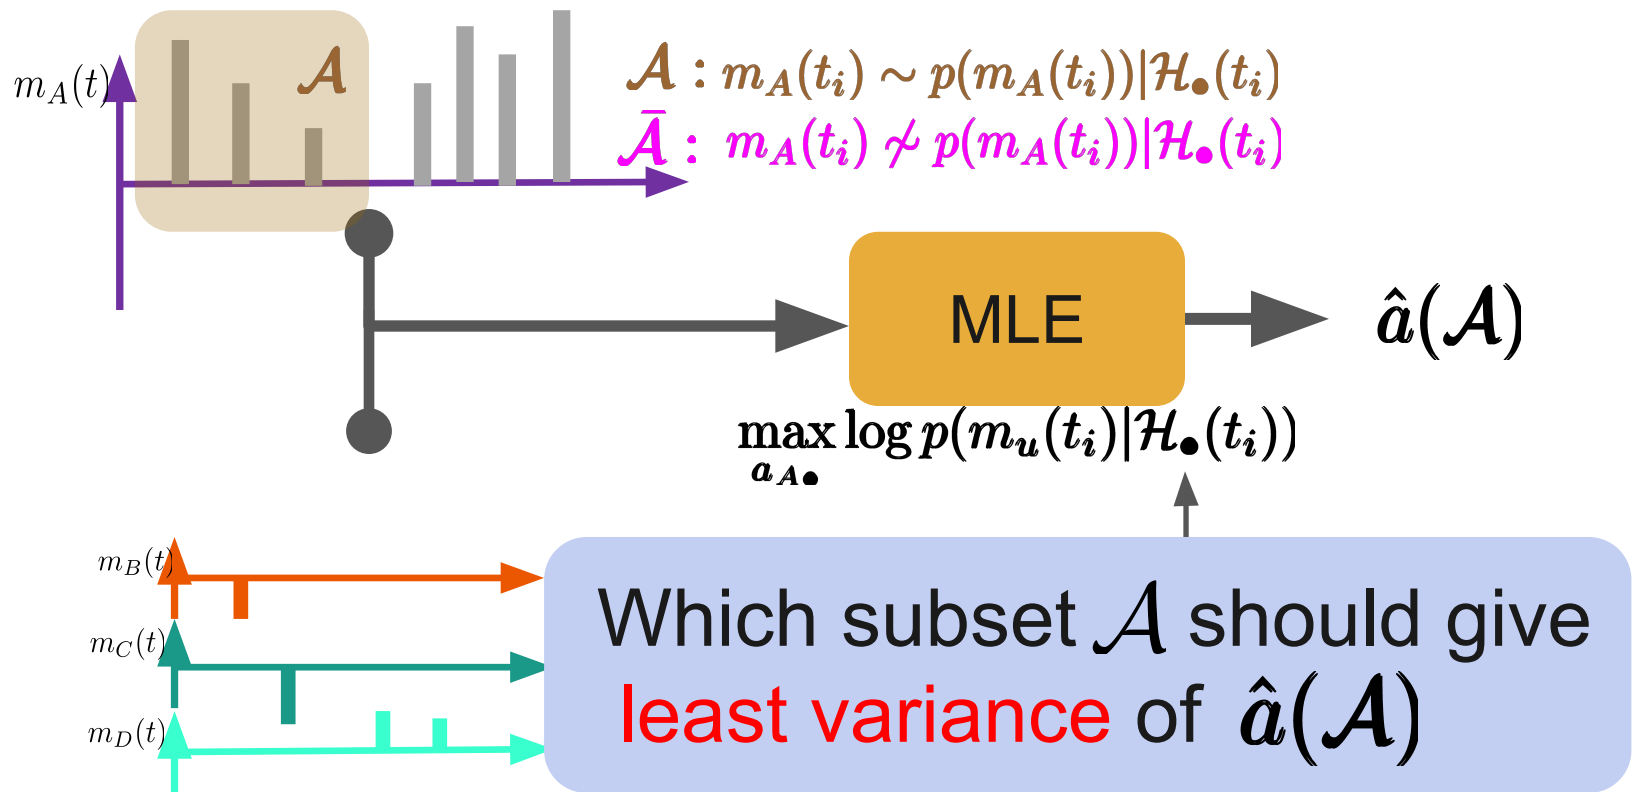 m_A(t)
𝒜
𝒜 : m_A(t_i) ∼ p(m_A(t_i))|ℋ_●(t_i)
𝒜̄ : m_A(t_i) ≁ p(m_A(t_i))|ℋ_●(t_i)
MLE
â(𝒜)
max log p(m_u(t_i)|ℋ_●(t_i))
a_{A●}
m_B(t)
m_C(t)
m_D(t)
Which subset 𝒜 should give
least variance of â(𝒜)